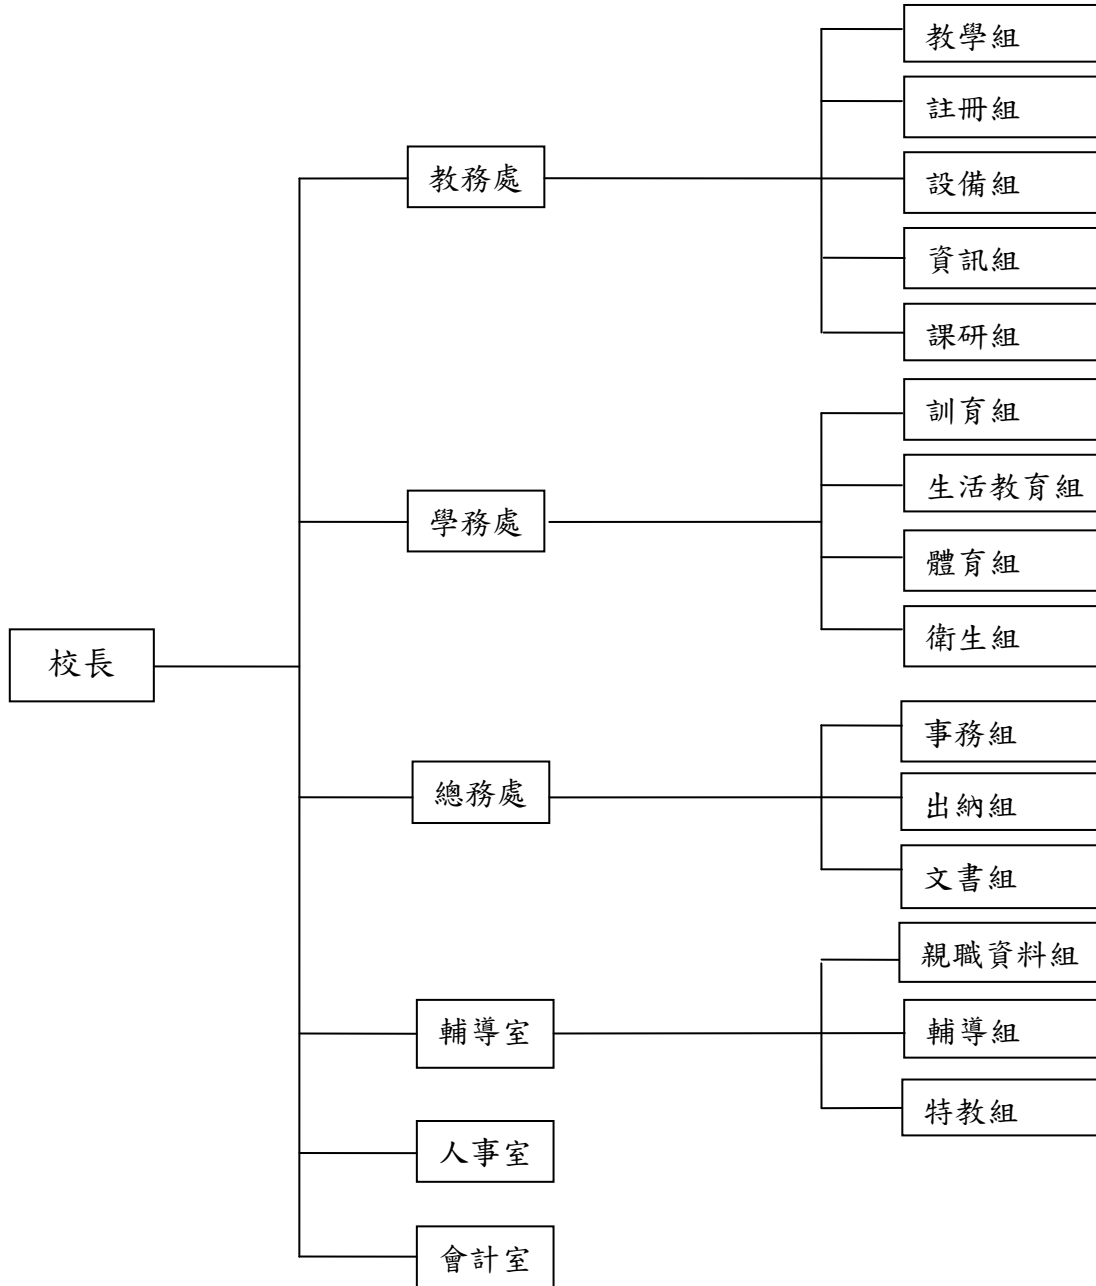 教學組
註冊組
教務處
設備組
資訊組
課研組
訓育組
生活教育組
學務處
體育組
衛生組
校長
事務組
總務處
出納組
文書組
親職資料組
輔導室
輔導組
特教組
人事室
會計室